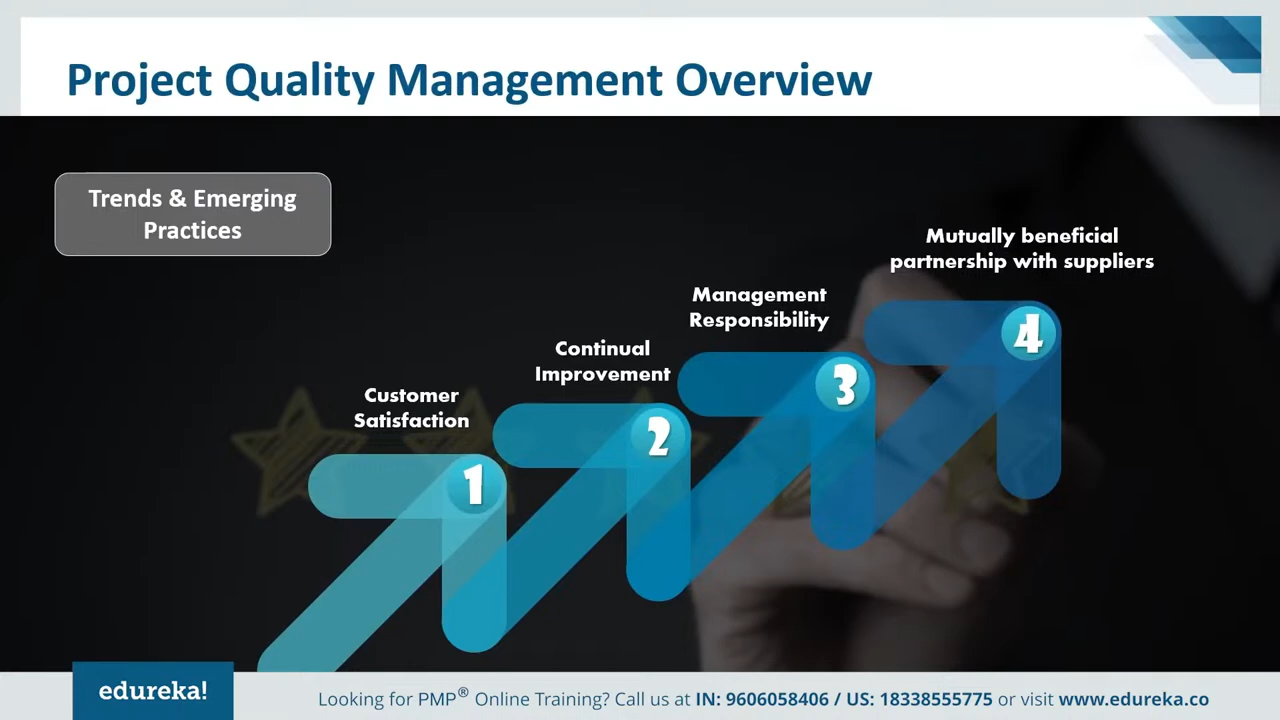 Project Quality Management Overview
Trends & Emerging
Practices
Customer
Satisfaction
1
Continual
Improvement
2
Management
Responsibility
3
Mutually beneficial
partnership with suppliers
4
edureka!
Looking for PMP® Online Training? Call us at IN: 9606058406 / US: 18338555775 or visit www.edureka.co